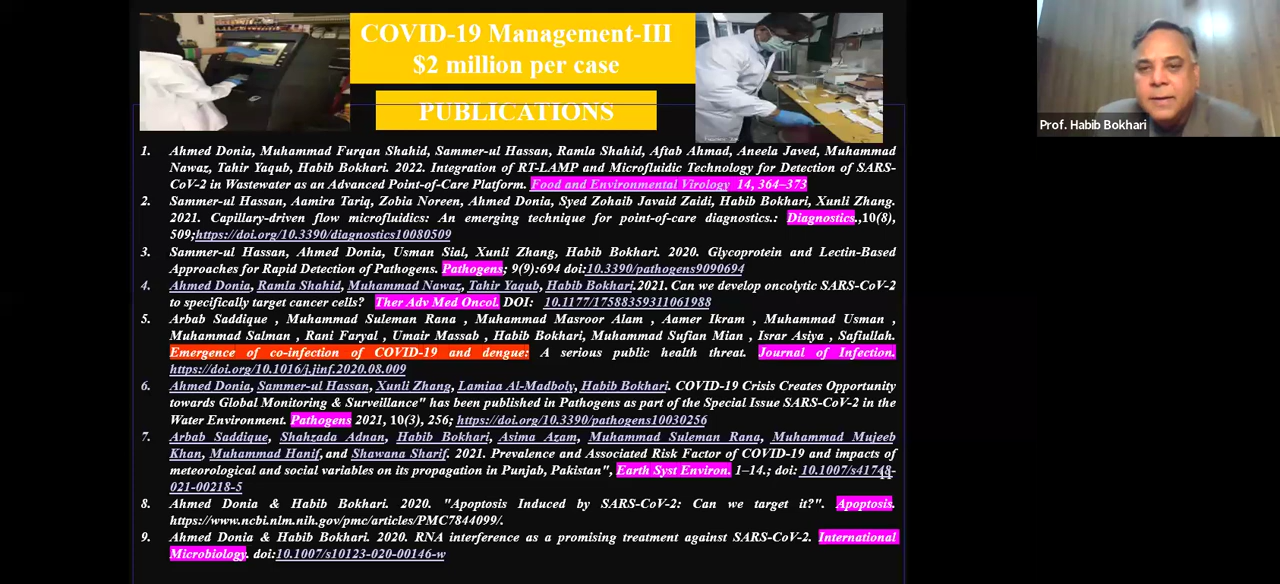 COVID-19 Management-III
$2 million per case
PUBLICATIONS
Prof. Habib Bokhari
1. Ahmed Donia, Muhammad Furqan Shahid, Sammer-ul Hassan, Ramla Shahid, Aftab Ahmad, Aneela Javed, Muhammad
Nawaz, Tahir Yaqub, Habib Bokhari. 2022. Integration of RT-LAMP and Microfluidic Technology for Detection of SARS-
CoV-2 in Wastewater as an Advanced Point-of-Care Platform. Food and Environmental Virology 14, 364–373
2. Sammer-ul Hassan, Aamira Tariq, Zobia Noreen, Ahmed Donia, Syed Zohaib Javaid Zaidi, Habib Bokhari, Xunli Zhang.
2021. Capillary-driven flow microfluidics: An emerging technique for point-of-care diagnostics.: Diagnostics.,10(8),
509;https://doi.org/10.3390/diagnostics10080509
3. Sammer-ul Hassan, Ahmed Donia, Usman Sial, Xunli Zhang, Habib Bokhari. 2020. Glycoprotein and Lectin-Based
Approaches for Rapid Detection of Pathogens. Pathogens; 9(9):694 doi:10.3390/pathogens9090694
4. Ahmed Donia, Ramla Shahid, Muhammad Nawaz, Tahir Yaqub, Habib Bokhari.2021. Can we develop oncolytic SARS-CoV-2
to specifically target cancer cells? Ther Adv Med Oncol. DOI: 10.1177/17588359311061988
5. Arbab Saddique , Muhammad Suleman Rana , Muhammad Masroor Alam , Aamer Ikram , Muhammad Usman ,
Muhammad Salman , Rani Faryal , Umair Massab , Habib Bokhari, Muhammad Sufian Mian , Israr Asiya , Safiullah.
Emergence of co-infection of COVID-19 and dengue: A serious public health threat. Journal of Infection.
https://doi.org/10.1016/j.jinf.2020.08.009
6. Ahmed Donia, Sammer-ul Hassan, Xunli Zhang, Lamiaa Al-Madboly, Habib Bokhari. COVID-19 Crisis Creates Opportunity
towards Global Monitoring & Surveillance" has been published in Pathogens as part of the Special Issue SARS-CoV-2 in the
Water Environment. Pathogens 2021, 10(3), 256; https://doi.org/10.3390/pathogens10030256
7. Arbab Saddique, Shahzada Adnan, Habib Bokhari, Asima Azam, Muhammad Suleman Rana, Muhammad Mujeeb
Khan, Muhammad Hanif,and Shawana Sharif. 2021. Prevalence and Associated Risk Factor of COVID-19 and impacts of
meteorological and social variables on its propagation in Punjab, Pakistan", Earth Syst Environ. 1–14.; doi: 10.1007/s41748-
021-00218-5
8. Ahmed Donia & Habib Bokhari. 2020. "Apoptosis Induced by SARS-CoV-2: Can we target it?". Apoptosis.
https://www.ncbi.nlm.nih.gov/pmc/articles/PMC7844099/.
9. Ahmed Donia & Habib Bokhari. 2020. RNA interference as a promising treatment against SARS-CoV-2. International
Microbiology. doi:10.1007/s10123-020-00146-w